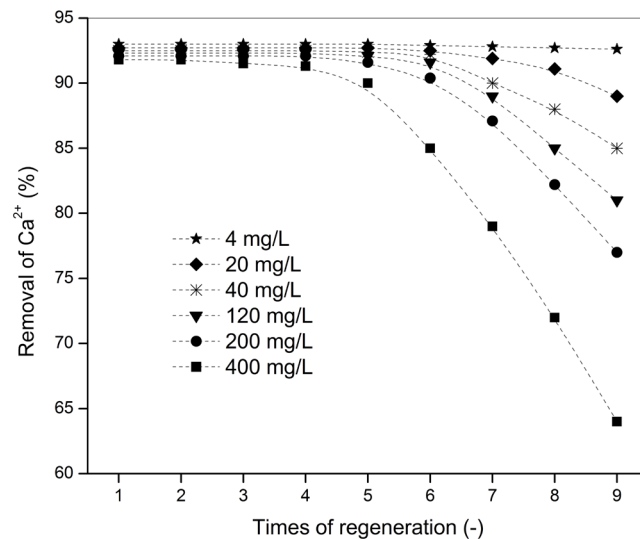 95
90
85
80
75
70
65
60
Removal of Ca²⁺ (%)
4 mg/L
20 mg/L
40 mg/L
120 mg/L
200 mg/L
400 mg/L
1 2 3 4 5 6 7 8 9
Times of regeneration (-)